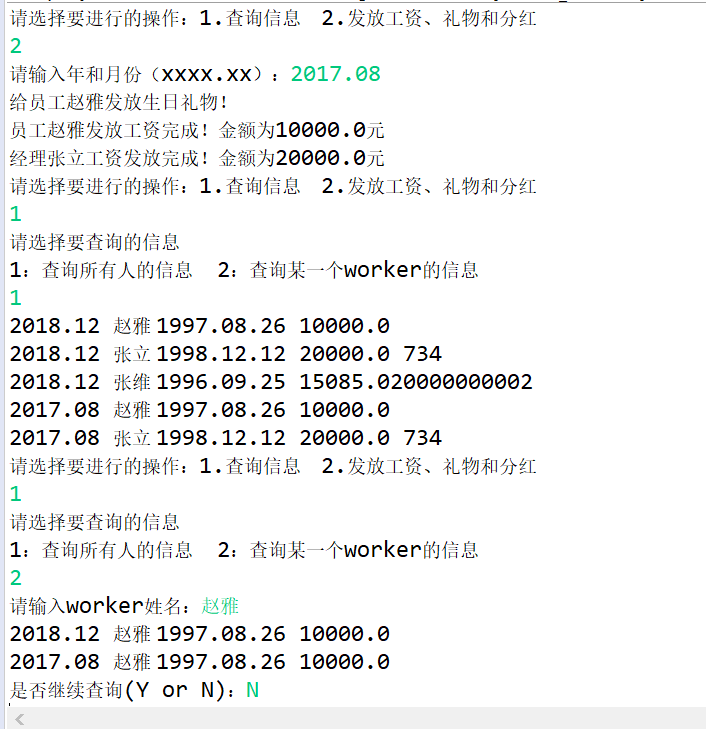 请选择要进行的操作：1.查询信息  2.发放工资、礼物和分红
2
请输入年和月份（xxxx.xx）：2017.08
给员工赵雅发放生日礼物！
员工赵雅发放工资完成！金额为10000.0元
经理张立工资发放完成！金额为20000.0元
请选择要进行的操作：1.查询信息  2.发放工资、礼物和分红
1
请选择要查询的信息
1：查询所有人的信息  2：查询某一个worker的信息
1
2018.12 赵雅 1997.08.26 10000.0
2018.12 张立 1998.12.12 20000.0 734
2018.12 张维 1996.09.25 15085.020000000002
2017.08 赵雅 1997.08.26 10000.0
2017.08 张立 1998.12.12 20000.0 734
请选择要进行的操作：1.查询信息  2.发放工资、礼物和分红
1
请选择要查询的信息
1：查询所有人的信息  2：查询某一个worker的信息
2
请输入worker姓名：赵雅
2018.12 赵雅 1997.08.26 10000.0
2017.08 赵雅 1997.08.26 10000.0
是否继续查询(Y or N)：N